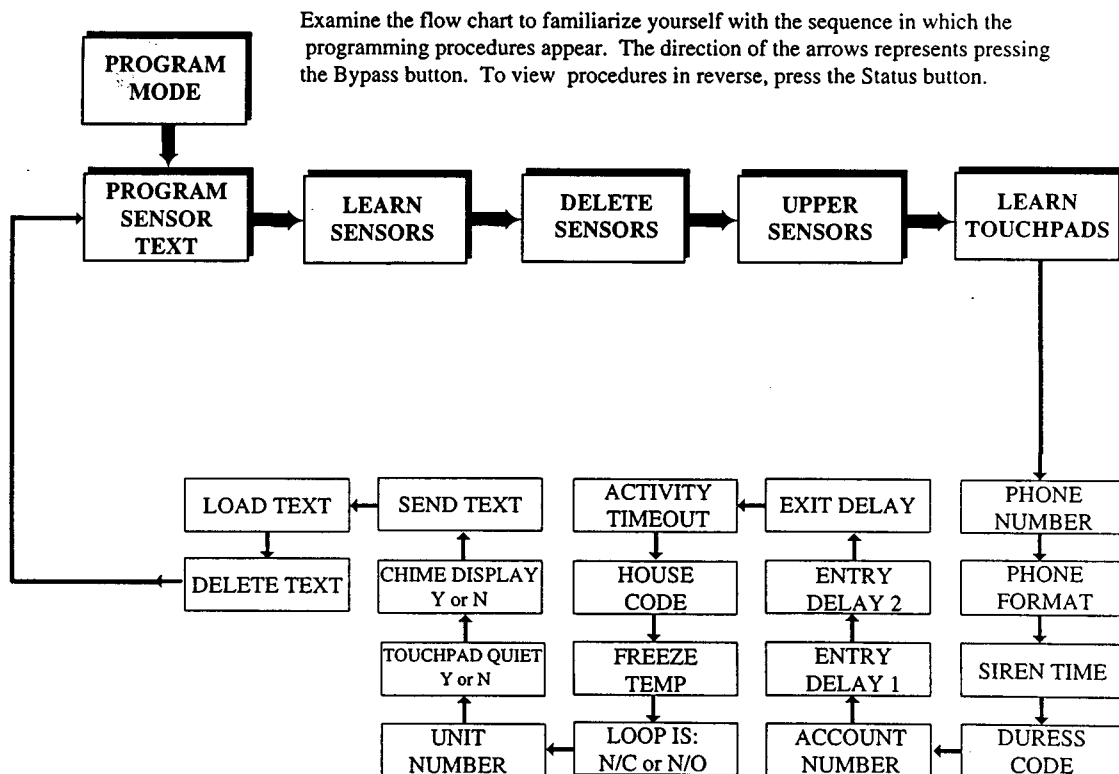 Examine the flow chart to familiarize yourself with the sequence in which the
programming procedures appear. The direction of the arrows represents pressing
the Bypass button. To view procedures in reverse, press the Status button.
PROGRAM
MODE
PROGRAM
SENSOR
TEXT
LEARN
SENSORS
DELETE
SENSORS
UPPER
SENSORS
LEARN
TOUCHPADS
PHONE
NUMBER
PHONE
FORMAT
SIREN TIME
DURESS
CODE
ACCOUNT
NUMBER
ENTRY
DELAY 1
ENTRY
DELAY 2
EXIT DELAY
ACTIVITY
TIMEOUT
HOUSE
CODE
FREEZE
TEMP
LOOP IS:
N/C or N/O
UNIT
NUMBER
TOUCHPAD QUIET
Y or N
CHIME DISPLAY
Y or N
SEND TEXT
LOAD TEXT
DELETE TEXT